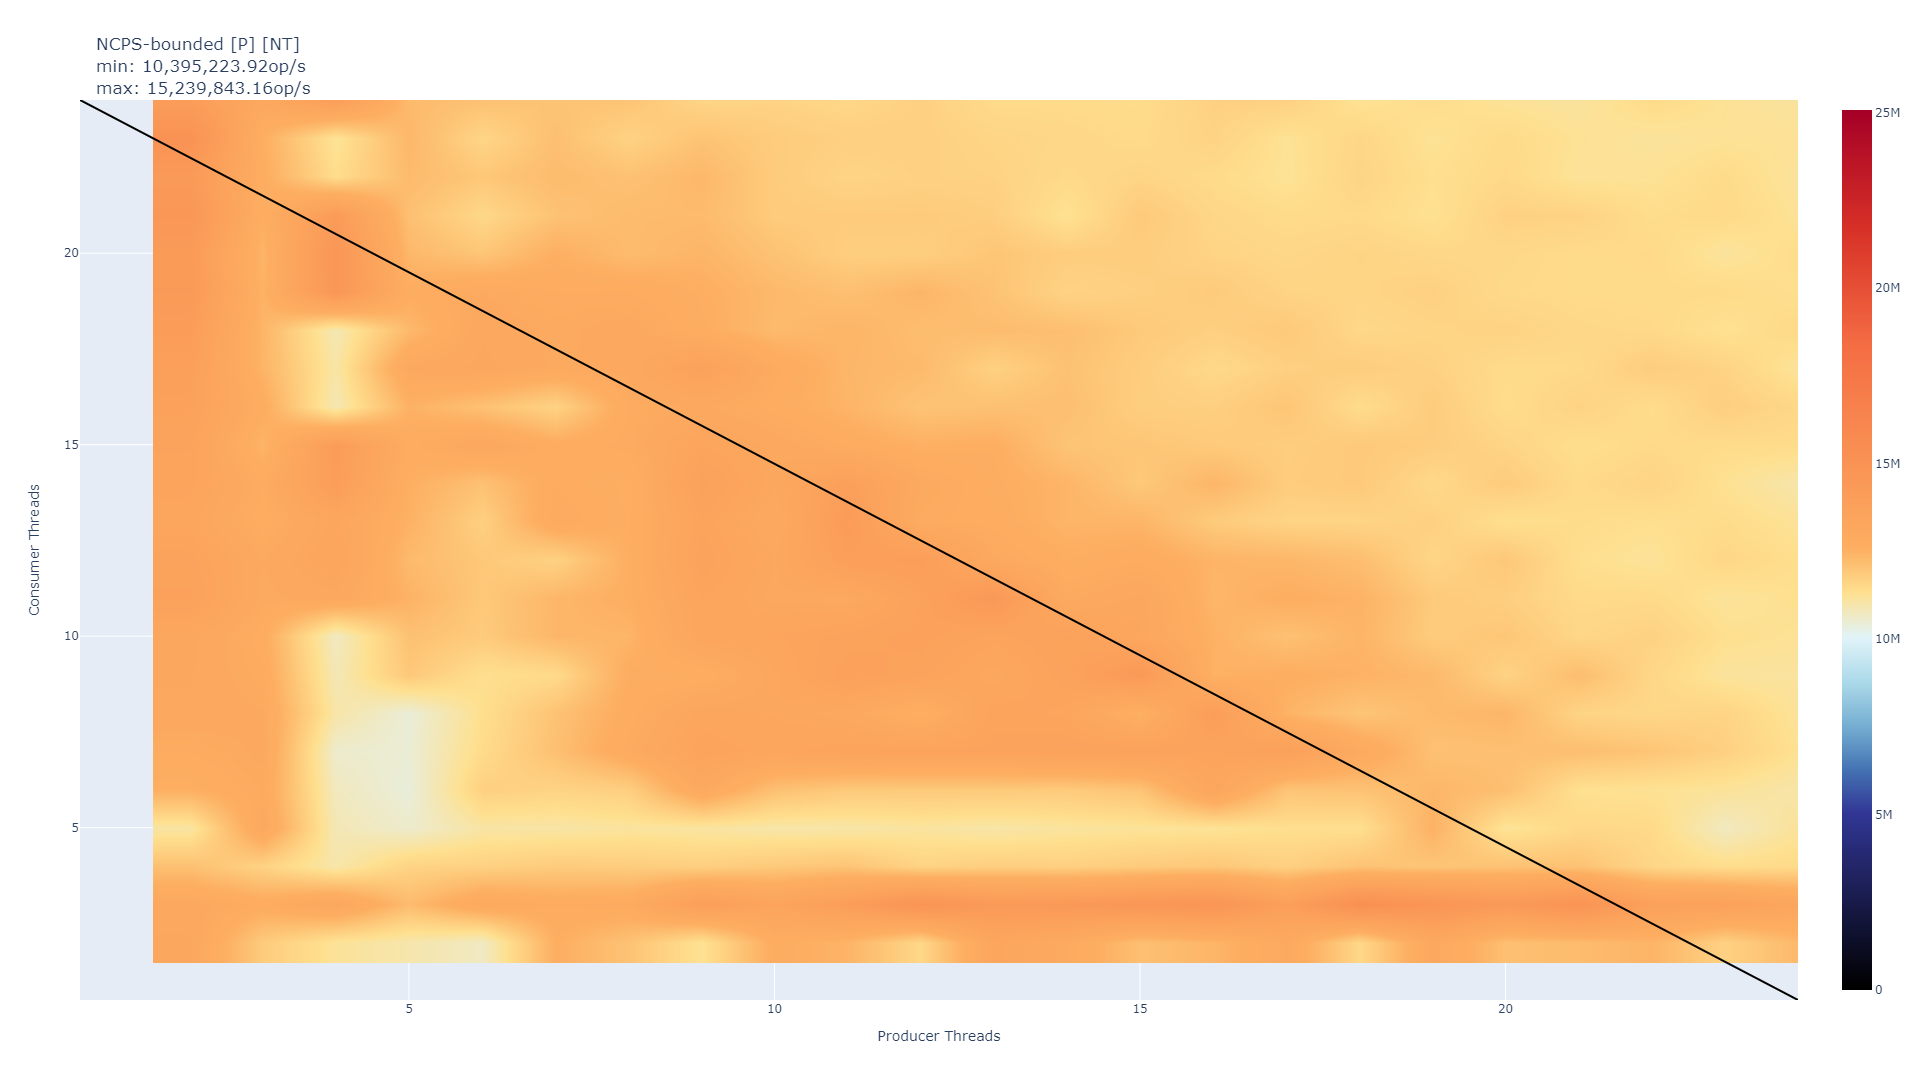 NCPS-bounded [P] [NT]
min: 10,395,223.92op/s
max: 15,239,843.16op/s
25M
20M
15M
10M
5M
0
20
15
10
5
Consumer Threads
5
10
15
20
Producer Threads